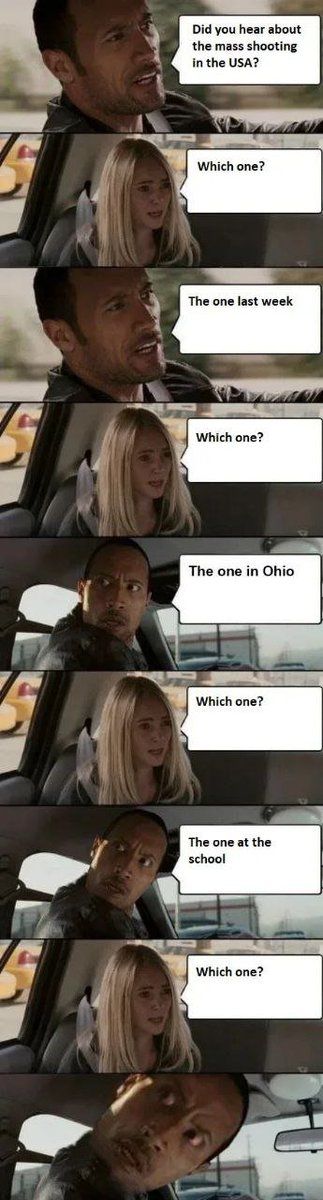 Did you hear about
the mass shooting
in the USA?
Which one?
The one last week
Which one?
The one in Ohio
Which one?
The one at the
school
Which one?